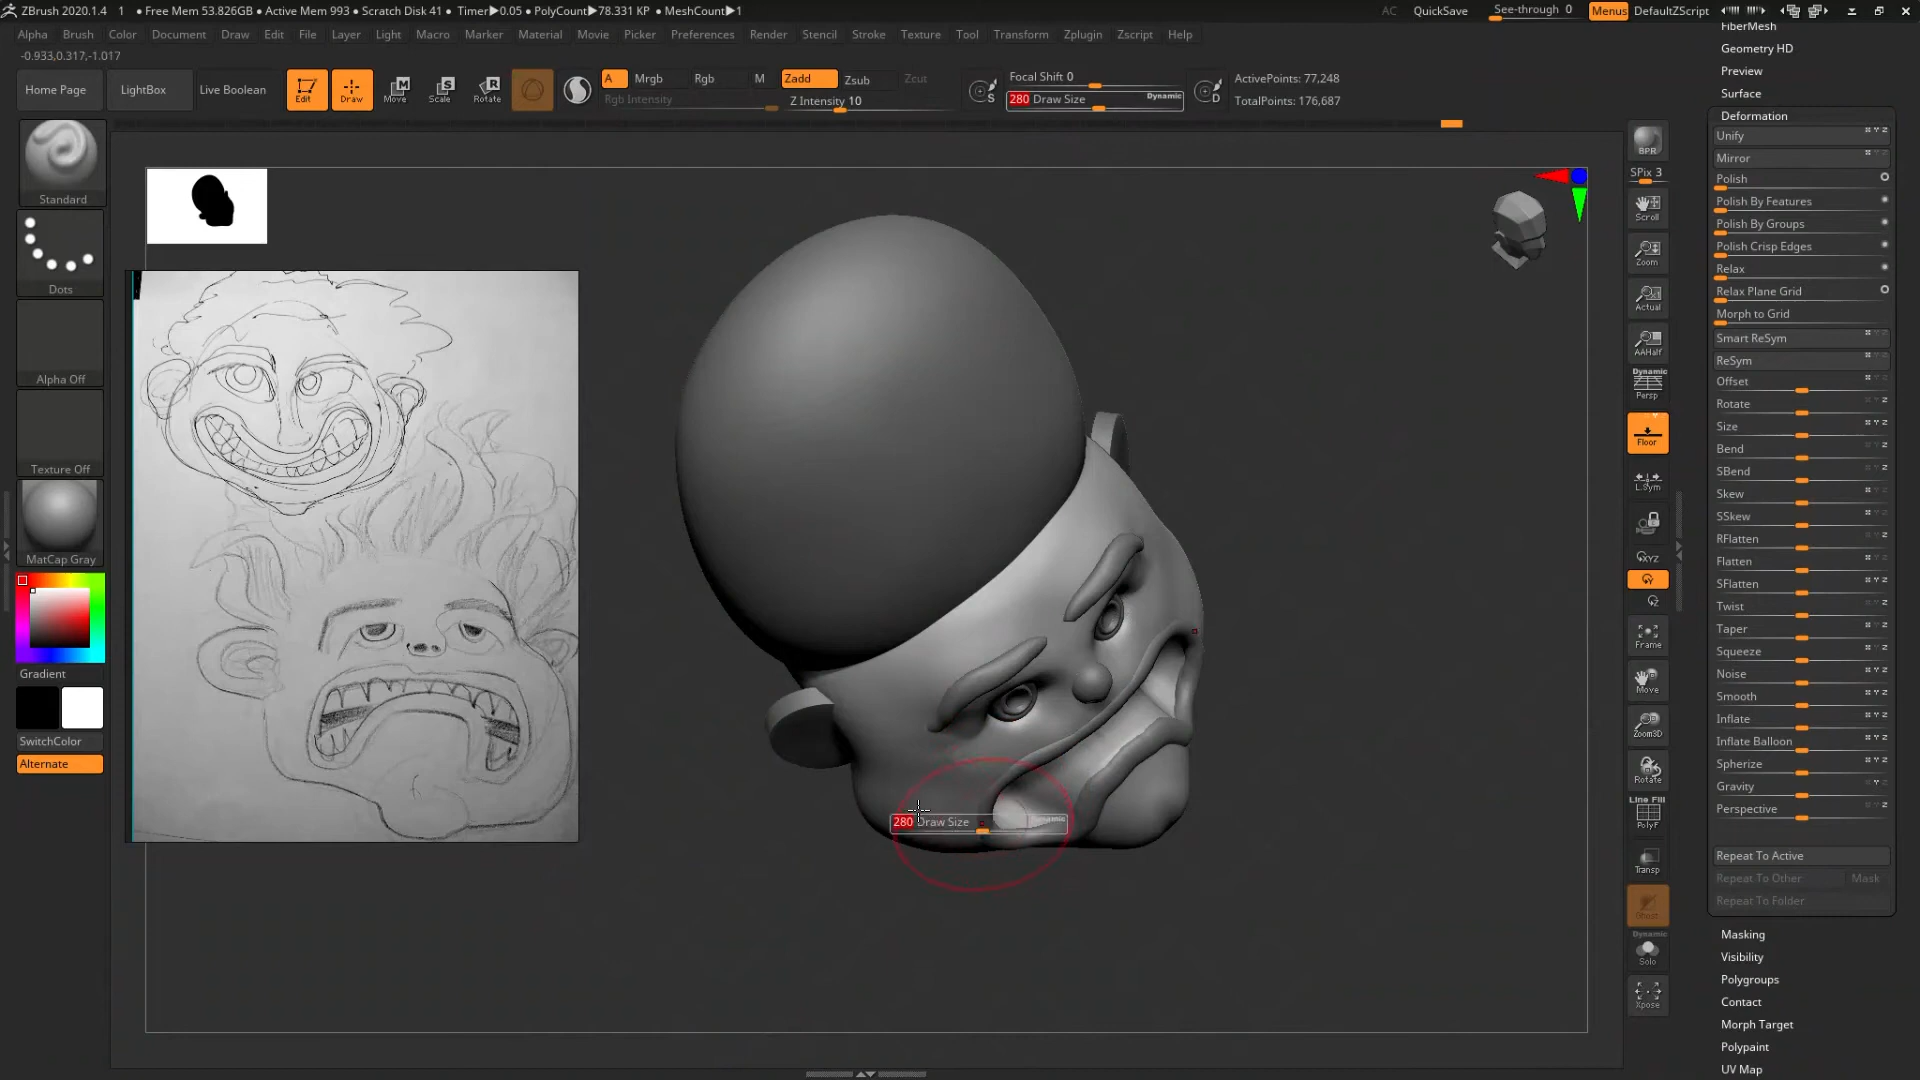 ZBrush 2020.1.4 1 • Free Mem 53.826GB • Active Mem 993 • Scratch Disk 41 • Timer▶0.05 • PolyCount▶78.331 KP • MeshCount▶1 AC QuickSave See-through 0 Menus DefaultZScript
Alpha Brush Color Document Draw Edit File Layer Light Macro Marker Material Movie Picker Preferences Render Stencil Stroke Texture Tool Transform Zplugin Zscript Help
-0.933,0.317,-1.017
Home Page LightBox Live Boolean Edit Draw Move Scale Rotate
A Mrgb Rgb M Zadd Zsub Zcut
Rgb Intensity Z Intensity 10
Focal Shift 0
280 Draw Size Dynamic
S
D
ActivePoints: 77,248
TotalPoints: 176,687
Standard
Dots
Alpha Off
Texture Off
MatCap Gray
Gradient
SwitchColor
Alternate
280 Draw Size Dynamic
BPR
SPix 3
Scroll
Zoom
Actual
AAHalf
Dynamic
Persp
Floor
L.Sym
XYZ
Y
Z
Frame
Move
Zoom3D
Rotate
Line Fill
PolyF
Transp
Ghost
Dynamic
Solo
Xpose
FiberMesh
Geometry HD
Preview
Surface
Deformation
Unify
Mirror
Polish
Polish By Features
Polish By Groups
Polish Crisp Edges
Relax
Relax Plane Grid
Morph to Grid
Smart ReSym
ReSym
Offset
Rotate
Size
Bend
SBend
Skew
SSkew
RFlatten
Flatten
SFlatten
Twist
Taper
Squeeze
Noise
Smooth
Inflate
Inflate Balloon
Spherize
Gravity
Perspective
Repeat To Active
Repeat To Other Mask
Repeat To Folder
Masking
Visibility
Polygroups
Contact
Morph Target
Polypaint
UV Map